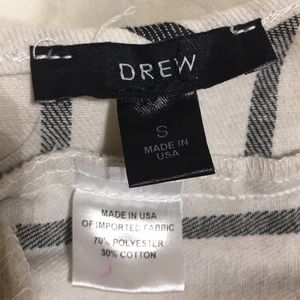 DREW
S
MADE IN
USA
MADE IN USA
OF IMPORTED FABRIC
70% POLYESTER
30% COTTON